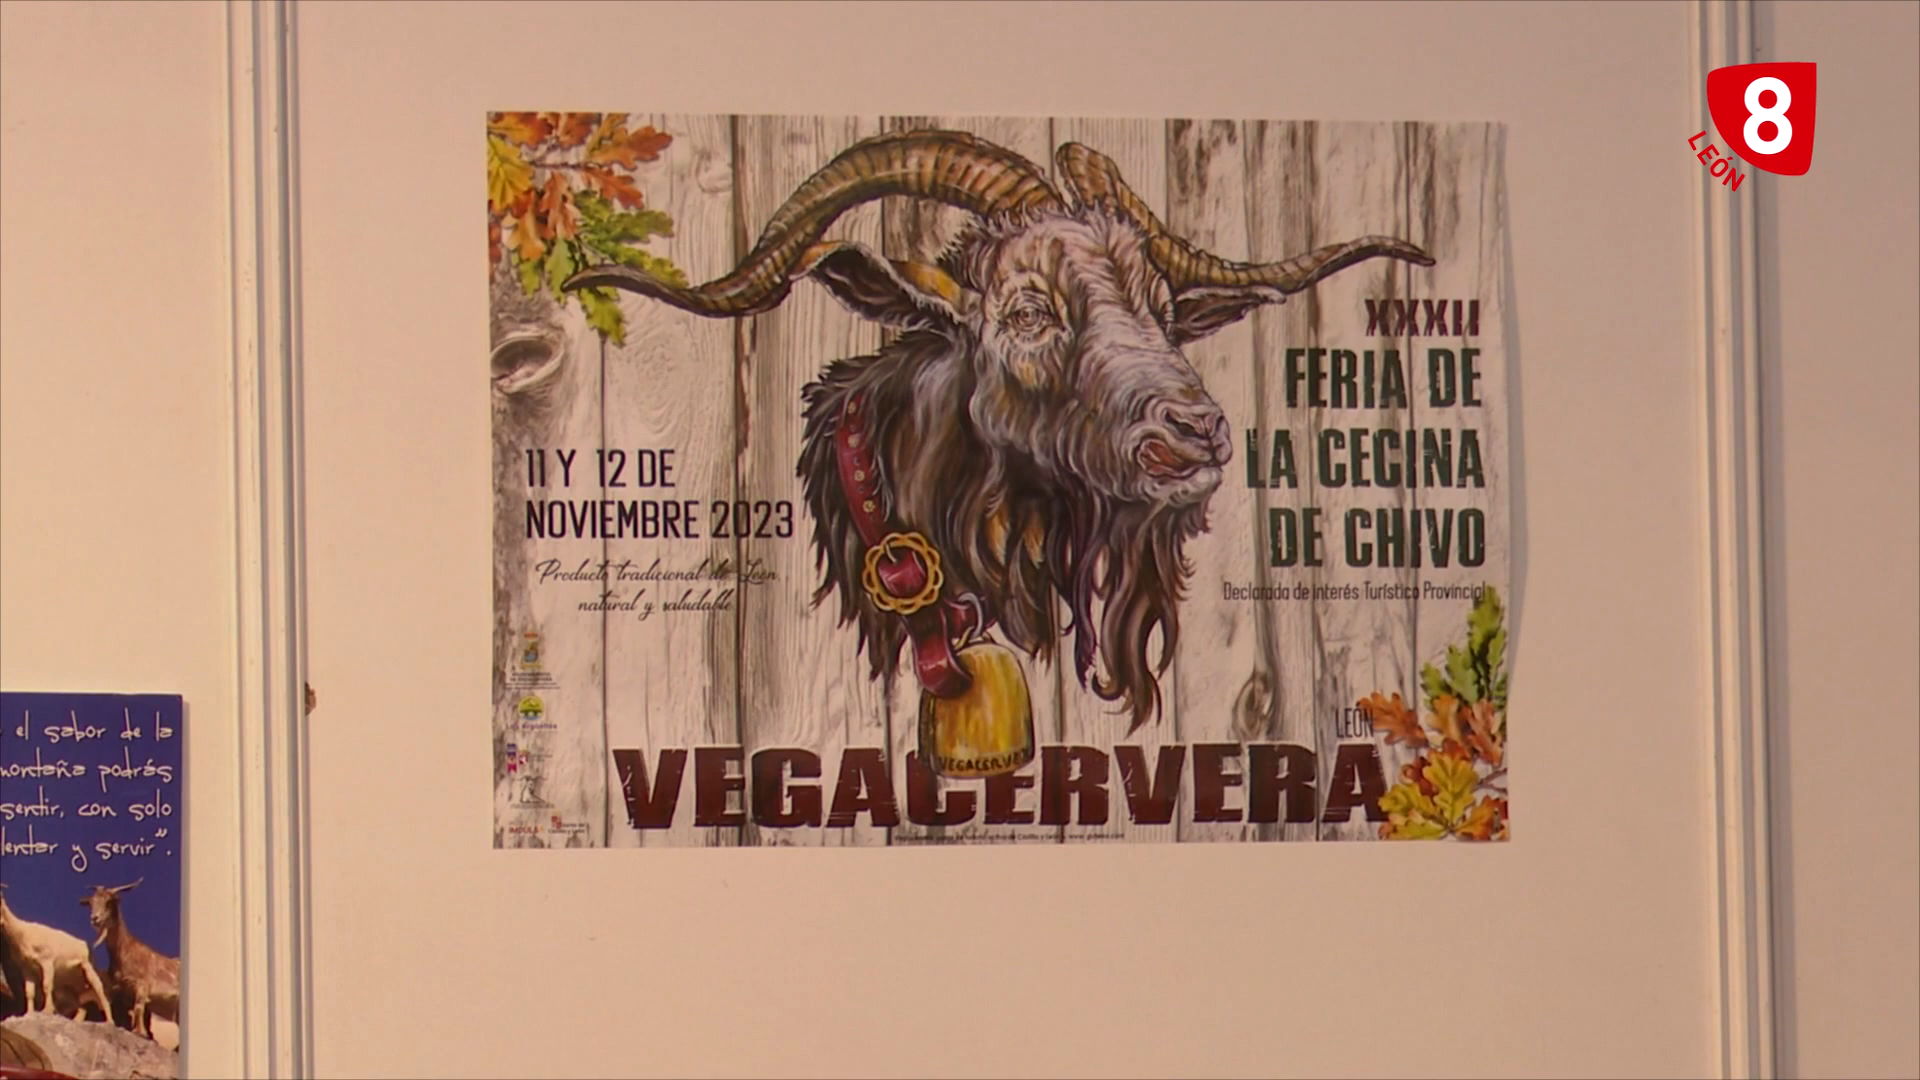 8
LEÓN
XXXII
FERIA DE
LA CECINA
DE CHIVO
Declarada de interés Turístico Provincial
11 Y 12 DE
NOVIEMBRE 2023
Producto tradicional de León,
natural y saludable
LEÓN
VEGACERVERA
VEGACERVERA
el sabor de la
montaña podrás
sentir, con solo
y servir”.